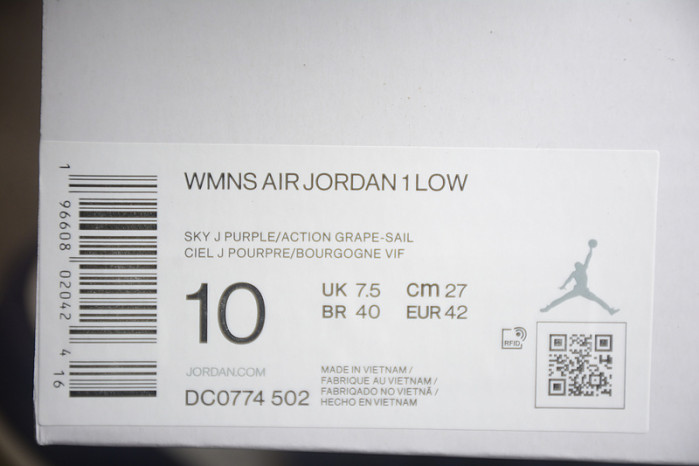 WMNS AIR JORDAN 1 LOW
SKY J PURPLE/ACTION GRAPE-SAIL
CIEL J POURPRE/BOURGOGNE VIF
10
UK 7.5 cm 27
BR 40 EUR 42
RFID
JORDAN.COM
DC0774 502
MADE IN VIETNAM/
FABRIQUE AU VIETNAM/
FABRIQADO NO VIETNÃ/
HECHO EN VIETNAM
1 96608 02042 4 16